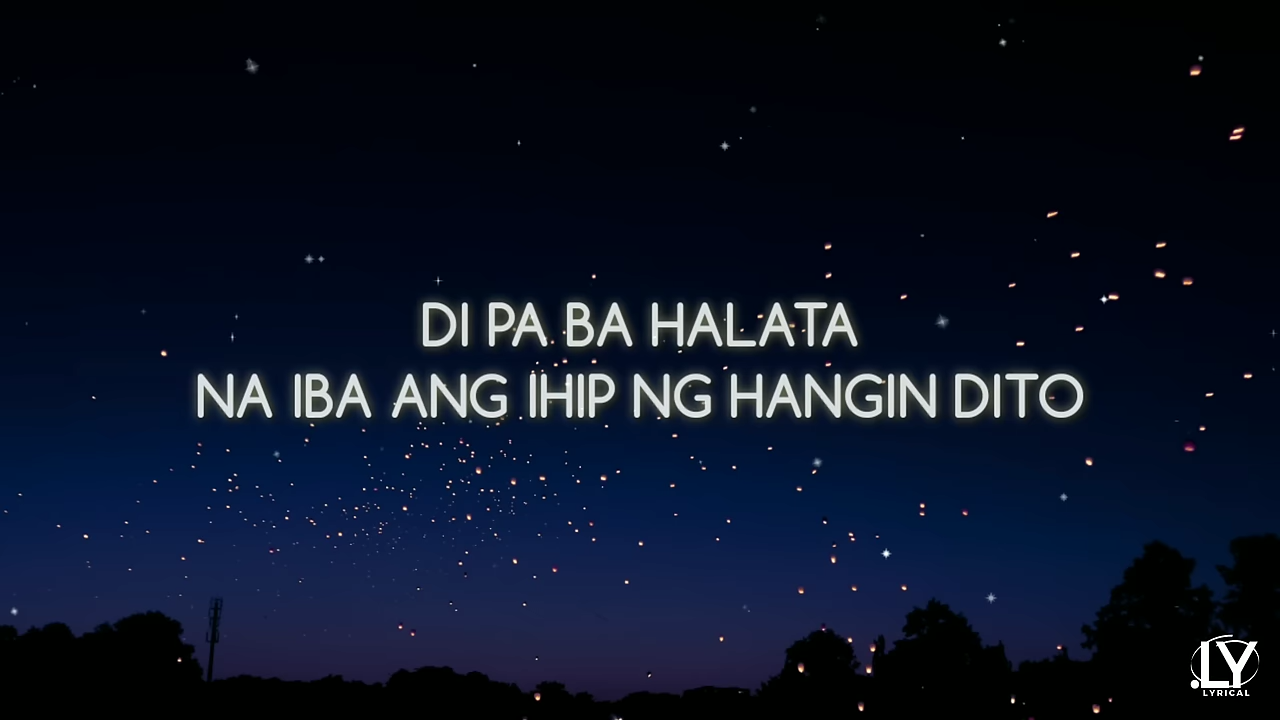 DI PA BA HALATA
NA IBA ANG IHIP NG HANGIN DITO
.LY
LYRICAL